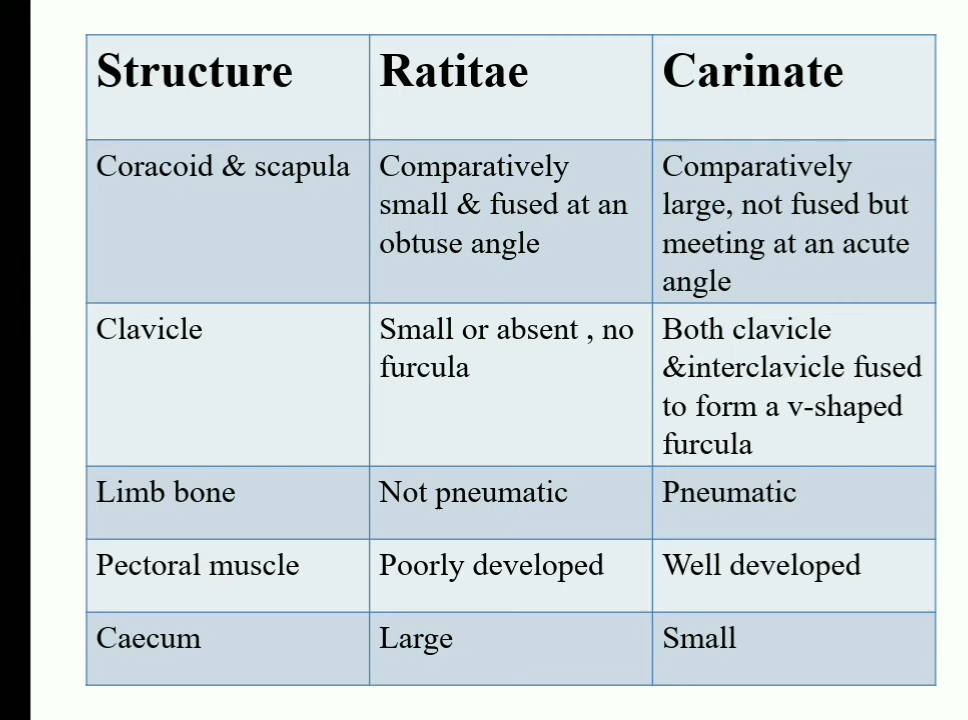 Structure
Ratitae
Carinate
Coracoid & scapula
Comparatively
small & fused at an
obtuse angle
Comparatively
large, not fused but
meeting at an acute
angle
Clavicle
Small or absent , no
furcula
Both clavicle
&interclavicle fused
to form a v-shaped
furcula
Limb bone
Not pneumatic
Pneumatic
Pectoral muscle
Poorly developed
Well developed
Caecum
Large
Small